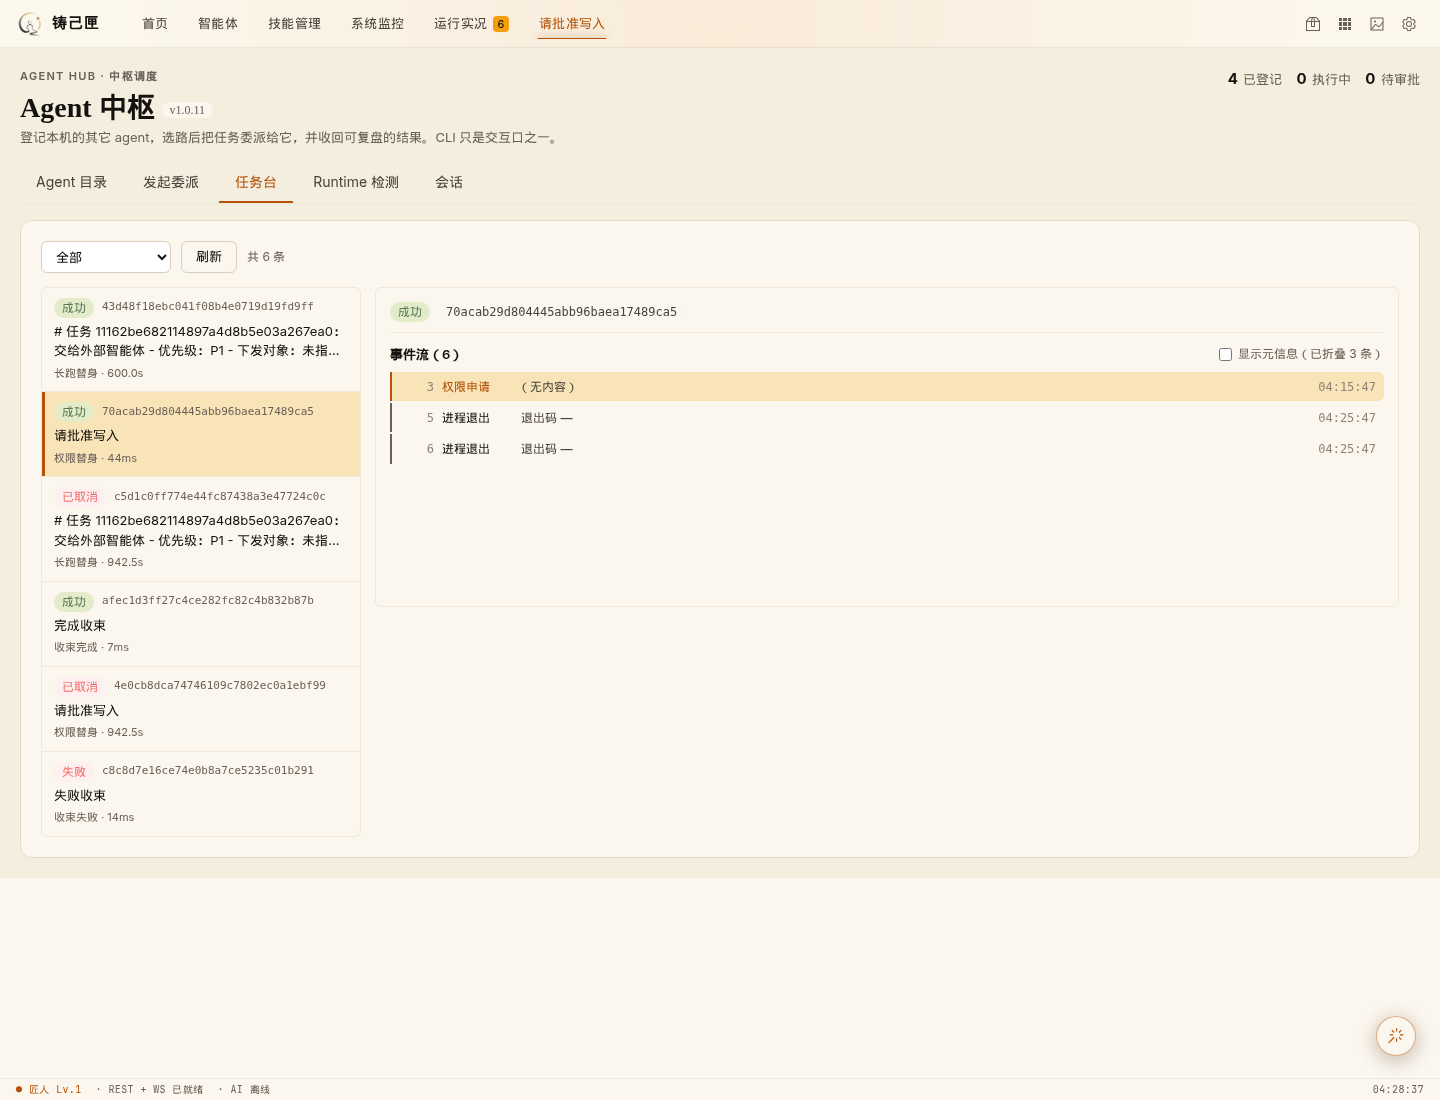 铸己匣 首页 智能体 技能管理 系统监控 运行实况 6 请批准写入
AGENT HUB · 中枢调度
4 已登记 0 执行中 0 待审批
Agent 中枢 v1.0.11
登记本机的其它 agent，选路后把任务委派给它，并收回可复盘的结果。CLI 只是交互口之一。
Agent 目录 发起委派 任务台 Runtime 检测 会话
全部 刷新 共 6 条
成功 43d48f18ebc041f08b4e0719d19fd9ff
# 任务 11162be682114897a4d8b5e03a267ea0:
交给外部智能体 - 优先级: P1 - 下发对象: 未指...
长跑替身 · 600.0s
成功 70acab29d804445abb96baea17489ca5
请批准写入
权限替身 · 44ms
已取消 c5d1c0ff774e44fc87438a3e47724c0c
# 任务 11162be682114897a4d8b5e03a267ea0:
交给外部智能体 - 优先级: P1 - 下发对象: 未指...
长跑替身 · 942.5s
成功 afec1d3ff27c4ce282fc82c4b832b87b
完成收束
收束完成 · 7ms
已取消 4e0cb8dca74746109c7802ec0a1ebf99
请批准写入
权限替身 · 942.5s
失败 c8c8d7e16ce74e0b8a7ce5235c01b291
失败收束
收束失败 · 14ms
成功 70acab29d804445abb96baea17489ca5
事件流（6） 显示元信息（已折叠 3 条）
3 权限申请 （无内容） 04:15:47
5 进程退出 退出码 — 04:25:47
6 进程退出 退出码 — 04:25:47
匠人 Lv.1 · REST + WS 已就绪 · AI 离线 04:28:37